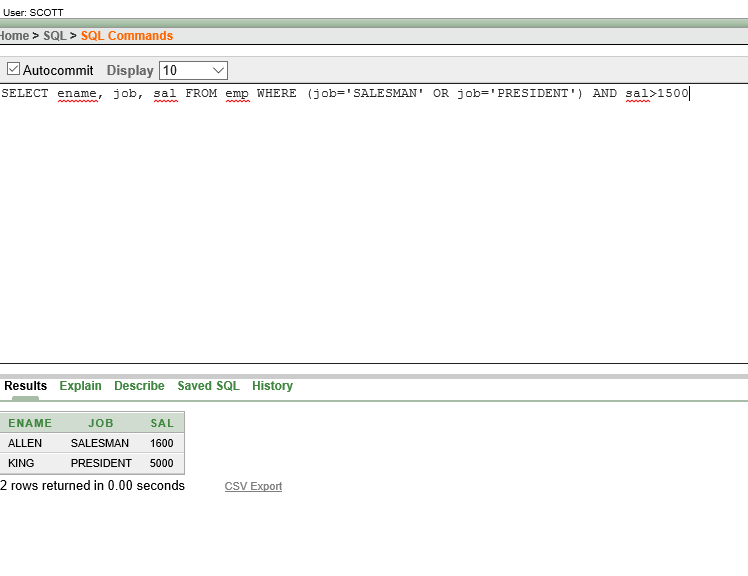 User: SCOTT
Home > SQL > SQL Commands
Autocommit Display 10
SELECT ename, job, sal FROM emp WHERE (job='SALESMAN' OR job='PRESIDENT') AND sal>1500
Results Explain Describe Saved SQL History
ENAME JOB SAL
ALLEN SALESMAN 1600
KING PRESIDENT 5000
2 rows returned in 0.00 seconds CSV Export